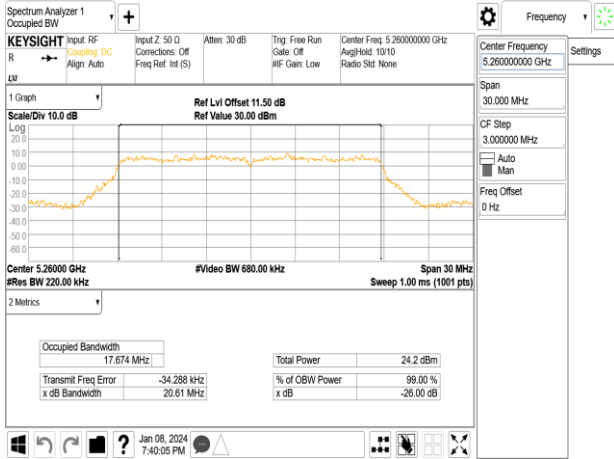 Spectrum Analyzer 1
Occupied BW
+
Frequency
KEYSIGHT
R
LXI
Input: RF
Coupling: DC
Align: Auto
Input Z: 50 Ω
Corrections: Off
Freq Ref: Int (S)
Atten: 30 dB
Trig: Free Run
Gate: Off
#IF Gain: Low
Center Freq: 5.260000000 GHz
Avg|Hold: 10/10
Radio Std: None
Center Frequency
5.260000000 GHz
Settings
Span
30.000 MHz
CF Step
3.000000 MHz
Auto
Man
Freq Offset
0 Hz
1 Graph
Scale/Div 10.0 dB
Ref Lvl Offset 11.50 dB
Ref Value 30.00 dBm
Log
20.0
10.0
0.00
-10.0
-20.0
-30.0
-40.0
-50.0
-60.0
Center 5.26000 GHz
#Video BW 680.00 kHz
Span 30 MHz
#Res BW 220.00 kHz
Sweep 1.00 ms (1001 pts)
2 Metrics
Occupied Bandwidth
17.674 MHz
Total Power 24.2 dBm
Transmit Freq Error -34.288 kHz
% of OBW Power 99.00 %
x dB Bandwidth 20.61 MHz
x dB -26.00 dB
?
Jan 08, 2024
7:40:05 PM